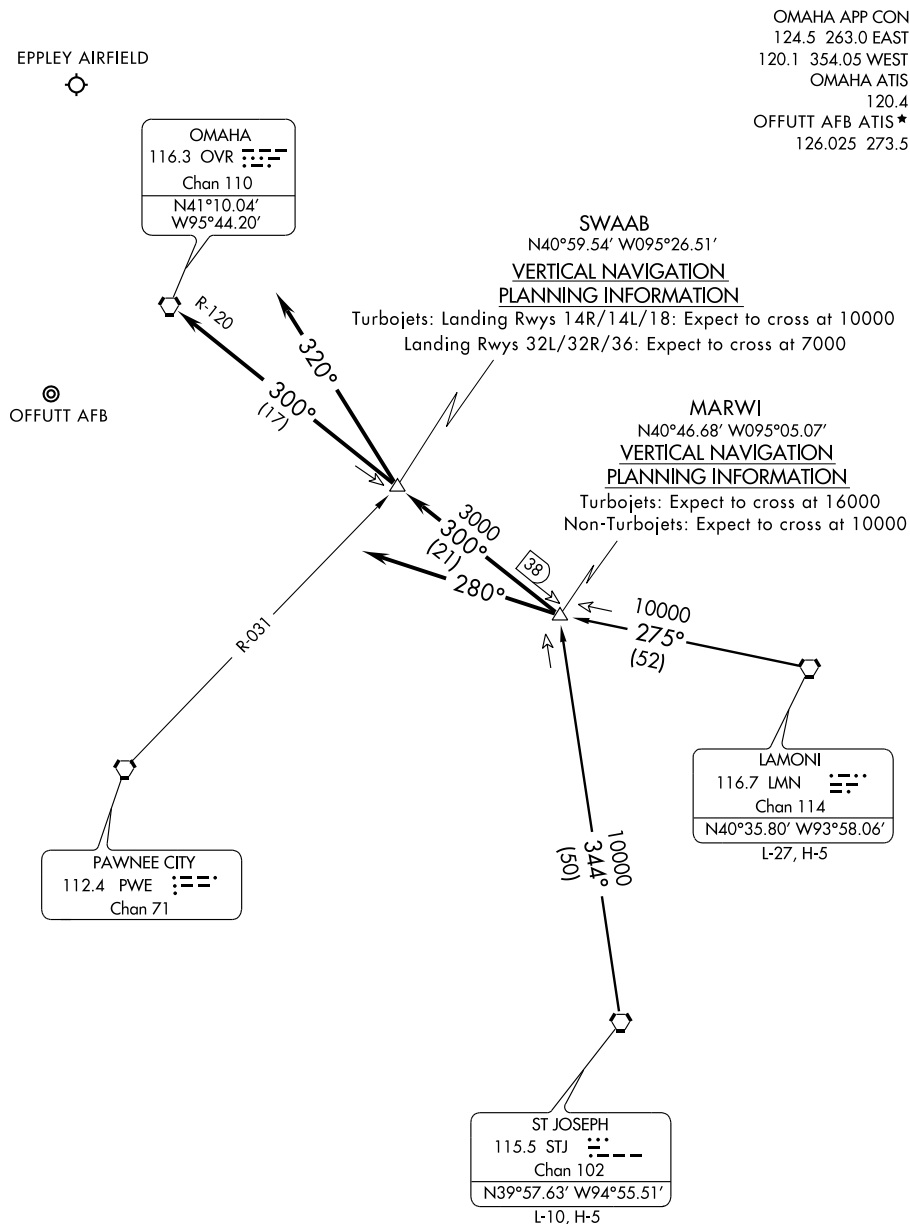 OMAHA APP CON
124.5 263.0 EAST
120.1 354.05 WEST
OMAHA ATIS
120.4
OFFUTT AFB ATIS★
126.025 273.5
EPPLEY AIRFIELD
OMAHA
116.3 OVR
Chan 110
N41°10.04′
W95°44.20′
SWAAB
N40°59.54′ W095°26.51′
VERTICAL NAVIGATION
PLANNING INFORMATION
Turbojets: Landing Rwys 14R/14L/18: Expect to cross at 10000
Landing Rwys 32L/32R/36: Expect to cross at 7000
R-120
320°
300°
(17)
OFFUTT AFB
MARWI
N40°46.68′ W095°05.07′
VERTICAL NAVIGATION
PLANNING INFORMATION
Turbojets: Expect to cross at 16000
Non-Turbojets: Expect to cross at 10000
3000
300°
(21)
38
280°
10000
275°
(52)
R-031
LAMONI
116.7 LMN
Chan 114
N40°35.80′ W93°58.06′
L-27, H-5
10000
344°
(50)
PAWNEE CITY
112.4 PWE
Chan 71
ST JOSEPH
115.5 STJ
Chan 102
N39°57.63′ W94°55.51′
L-10, H-5